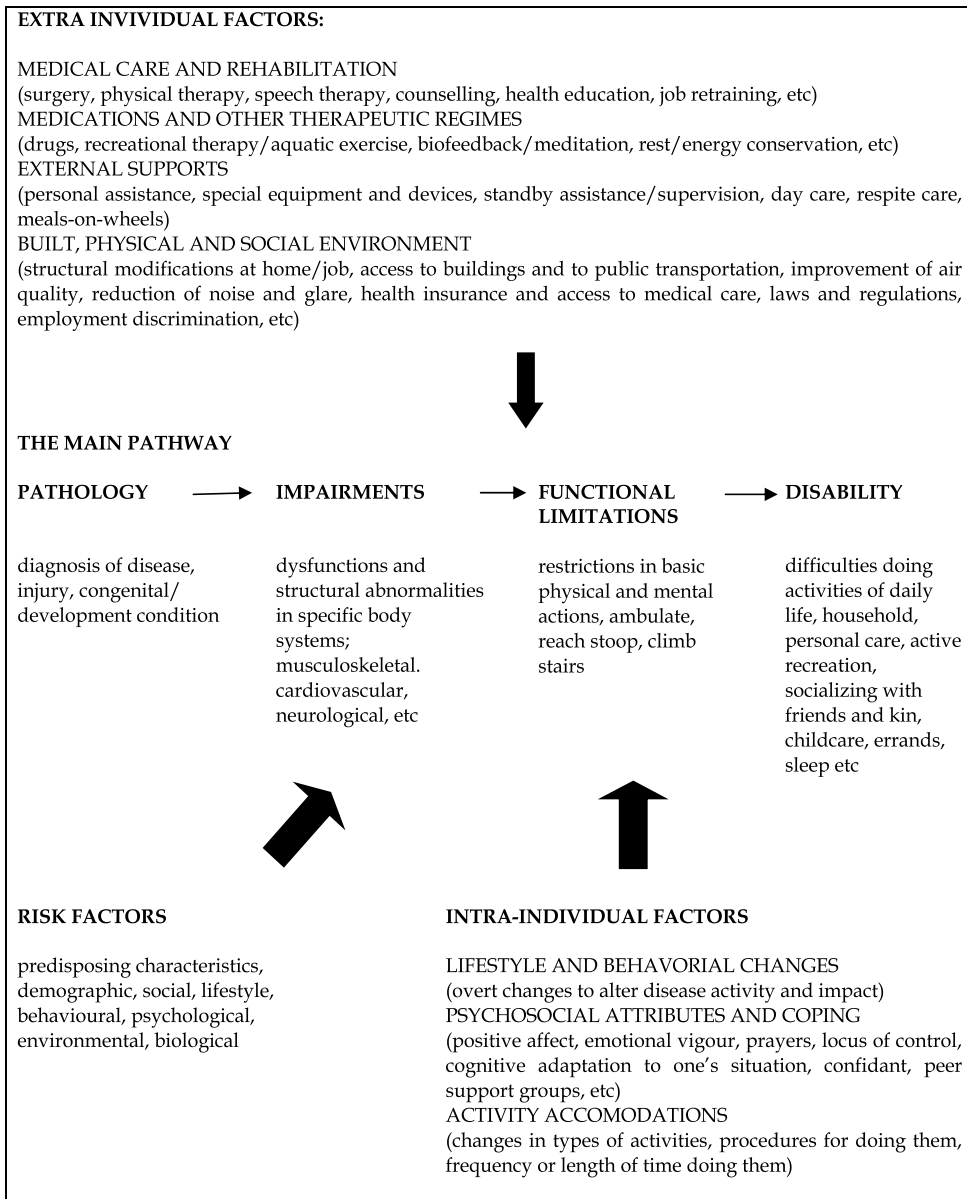 EXTRA INVIVIDUAL FACTORS:
MEDICAL CARE AND REHABILITATION
(surgery, physical therapy, speech therapy, counselling, health education, job retraining, etc)
MEDICATIONS AND OTHER THERAPEUTIC REGIMES
(drugs, recreational therapy/aquatic exercise, biofeedback/meditation, rest/energy conservation, etc)
EXTERNAL SUPPORTS
(personal assistance, special equipment and devices, standby assistance/supervision, day care, respite care,
meals-on-wheels)
BUILT, PHYSICAL AND SOCIAL ENVIRONMENT
(structural modifications at home/job, access to buildings and to public transportation, improvement of air
quality, reduction of noise and glare, health insurance and access to medical care, laws and regulations,
employment discrimination, etc)
THE MAIN PATHWAY
PATHOLOGY
diagnosis of disease,
injury, congenital/
development condition
IMPAIRMENTS
dysfunctions and
structural abnormalities
in specific body
systems;
musculoskeletal.
cardiovascular,
neurological, etc
FUNCTIONAL
LIMITATIONS
restrictions in basic
physical and mental
actions, ambulate,
reach stoop, climb
stairs
DISABILITY
difficulties doing
activities of daily
life, household,
personal care, active
recreation,
socializing with
friends and kin,
childcare, errands,
sleep etc
RISK FACTORS
predisposing characteristics,
demographic, social, lifestyle,
behavioural, psychological,
environmental, biological
INTRA-INDIVIDUAL FACTORS
LIFESTYLE AND BEHAVORIAL CHANGES
(overt changes to alter disease activity and impact)
PSYCHOSOCIAL ATTRIBUTES AND COPING
(positive affect, emotional vigour, prayers, locus of control,
cognitive adaptation to one's situation, confidant, peer
support groups, etc)
ACTIVITY ACCOMODATIONS
(changes in types of activities, procedures for doing them,
frequency or length of time doing them)